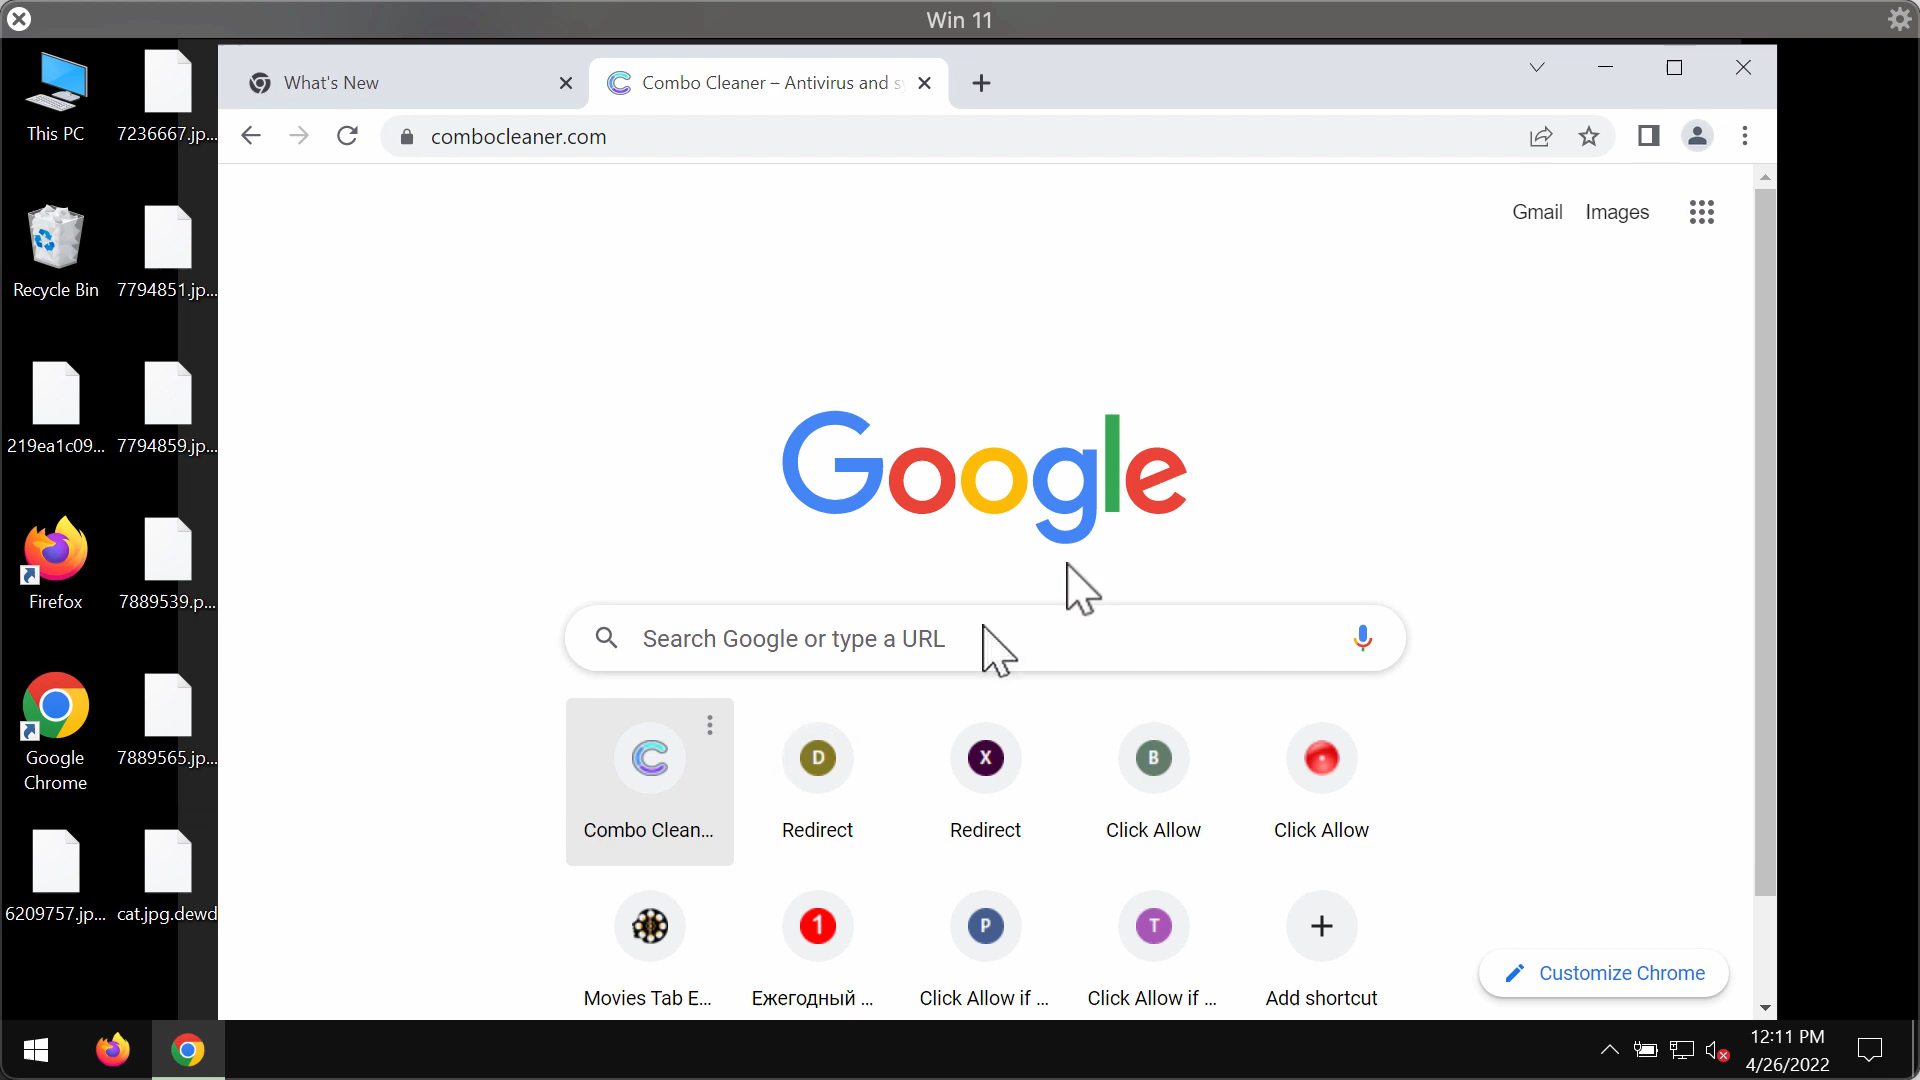 Win 11
This PC
7236667.jp...
Recycle Bin
7794851.jp...
219ea1c09...
7794859.jp...
Firefox
7889539.p...
Google
Chrome
7889565.jp...
6209757.jp...
cat.jpg.dewd
What's New
Combo Cleaner – Antivirus and sy
combocleaner.com
Gmail
Images
Google
Search Google or type a URL
Combo Clean...
D
Redirect
X
Redirect
B
Click Allow
Click Allow
Movies Tab E...
1
Ежегодный ...
P
Click Allow if ...
T
Click Allow if ...
Add shortcut
Customize Chrome
12:11 PM
4/26/2022